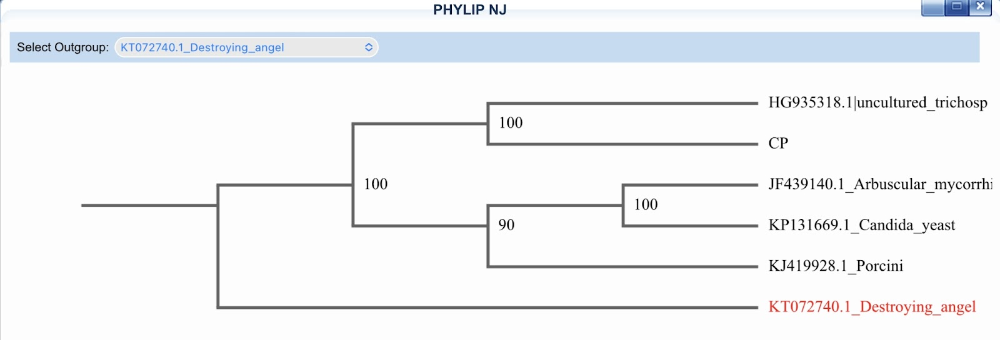 PHYLIP NJ
Select Outgroup: KT072740.1_Destroying_angel
HG935318.1|uncultured_trichosp
100
CP
100
JF439140.1_Arbuscular_mycorrhi
100
90
KP131669.1_Candida_yeast
KJ419928.1_Porcini
KT072740.1_Destroying_angel